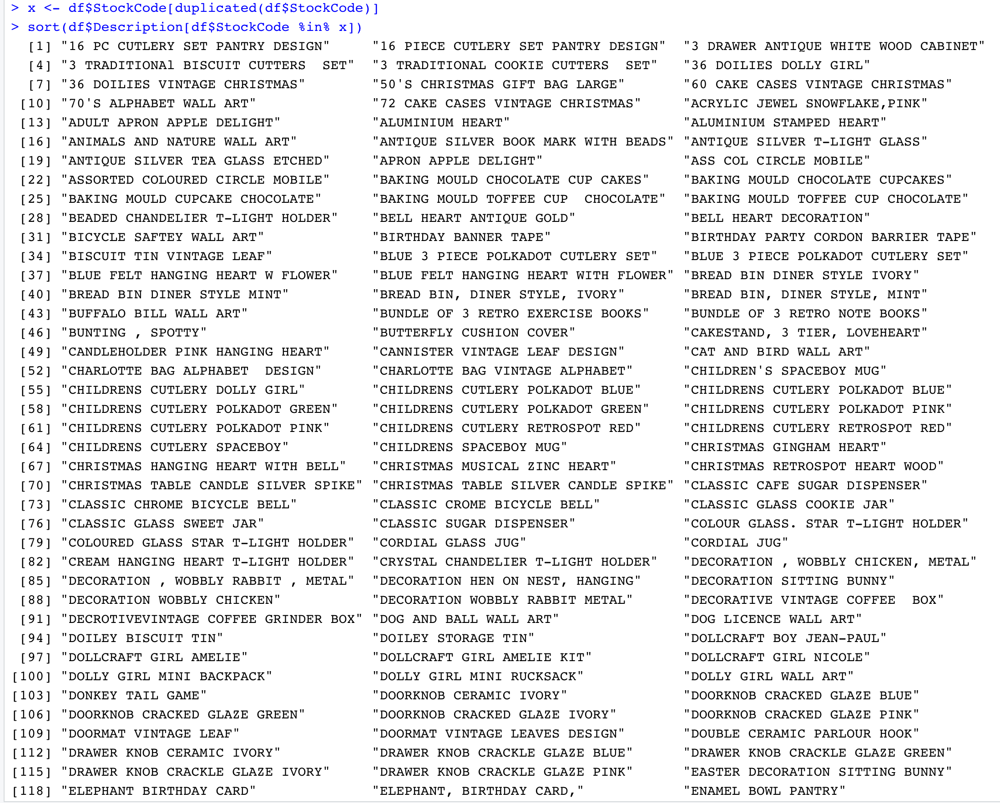 > x <- df$StockCode[duplicated(df$StockCode)]
> sort(df$Description[df$StockCode %in% x])
[1] "16 PC CUTLERY SET PANTRY DESIGN" "16 PIECE CUTLERY SET PANTRY DESIGN" "3 DRAWER ANTIQUE WHITE WOOD CABINET"
[4] "3 TRADITIONAl BISCUIT CUTTERS  SET" "3 TRADITIONAL COOKIE CUTTERS  SET" "36 DOILIES DOLLY GIRL"
[7] "36 DOILIES VINTAGE CHRISTMAS" "50'S CHRISTMAS GIFT BAG LARGE" "60 CAKE CASES VINTAGE CHRISTMAS"
[10] "70'S ALPHABET WALL ART" "72 CAKE CASES VINTAGE CHRISTMAS" "ACRYLIC JEWEL SNOWFLAKE,PINK"
[13] "ADULT APRON APPLE DELIGHT" "ALUMINIUM HEART" "ALUMINIUM STAMPED HEART"
[16] "ANIMALS AND NATURE WALL ART" "ANTIQUE SILVER BOOK MARK WITH BEADS" "ANTIQUE SILVER T-LIGHT GLASS"
[19] "ANTIQUE SILVER TEA GLASS ETCHED" "APRON APPLE DELIGHT" "ASS COL CIRCLE MOBILE"
[22] "ASSORTED COLOURED CIRCLE MOBILE" "BAKING MOULD CHOCOLATE CUP CAKES" "BAKING MOULD CHOCOLATE CUPCAKES"
[25] "BAKING MOULD CUPCAKE CHOCOLATE" "BAKING MOULD TOFFEE CUP  CHOCOLATE" "BAKING MOULD TOFFEE CUP CHOCOLATE"
[28] "BEADED CHANDELIER T-LIGHT HOLDER" "BELL HEART ANTIQUE GOLD" "BELL HEART DECORATION"
[31] "BICYCLE SAFTEY WALL ART" "BIRTHDAY BANNER TAPE" "BIRTHDAY PARTY CORDON BARRIER TAPE"
[34] "BISCUIT TIN VINTAGE LEAF" "BLUE 3 PIECE POLKADOT CUTLERY SET" "BLUE 3 PIECE POLKADOT CUTLERY SET"
[37] "BLUE FELT HANGING HEART W FLOWER" "BLUE FELT HANGING HEART WITH FLOWER" "BREAD BIN DINER STYLE IVORY"
[40] "BREAD BIN DINER STYLE MINT" "BREAD BIN, DINER STYLE, IVORY" "BREAD BIN, DINER STYLE, MINT"
[43] "BUFFALO BILL WALL ART" "BUNDLE OF 3 RETRO EXERCISE BOOKS" "BUNDLE OF 3 RETRO NOTE BOOKS"
[46] "BUNTING , SPOTTY" "BUTTERFLY CUSHION COVER" "CAKESTAND, 3 TIER, LOVEHEART"
[49] "CANDLEHOLDER PINK HANGING HEART" "CANNISTER VINTAGE LEAF DESIGN" "CAT AND BIRD WALL ART"
[52] "CHARLOTTE BAG ALPHABET  DESIGN" "CHARLOTTE BAG VINTAGE ALPHABET" "CHILDREN'S SPACEBOY MUG"
[55] "CHILDRENS CUTLERY DOLLY GIRL" "CHILDRENS CUTLERY POLKADOT BLUE" "CHILDRENS CUTLERY POLKADOT BLUE"
[58] "CHILDRENS CUTLERY POLKADOT GREEN" "CHILDRENS CUTLERY POLKADOT GREEN" "CHILDRENS CUTLERY POLKADOT PINK"
[61] "CHILDRENS CUTLERY POLKADOT PINK" "CHILDRENS CUTLERY RETROSPOT RED" "CHILDRENS CUTLERY RETROSPOT RED"
[64] "CHILDRENS CUTLERY SPACEBOY" "CHILDRENS SPACEBOY MUG" "CHRISTMAS GINGHAM HEART"
[67] "CHRISTMAS HANGING HEART WITH BELL" "CHRISTMAS MUSICAL ZINC HEART" "CHRISTMAS RETROSPOT HEART WOOD"
[70] "CHRISTMAS TABLE CANDLE SILVER SPIKE" "CHRISTMAS TABLE SILVER CANDLE SPIKE" "CLASSIC CAFE SUGAR DISPENSER"
[73] "CLASSIC CHROME BICYCLE BELL" "CLASSIC CROME BICYCLE BELL" "CLASSIC GLASS COOKIE JAR"
[76] "CLASSIC GLASS SWEET JAR" "CLASSIC SUGAR DISPENSER" "COLOUR GLASS. STAR T-LIGHT HOLDER"
[79] "COLOURED GLASS STAR T-LIGHT HOLDER" "CORDIAL GLASS JUG" "CORDIAL JUG"
[82] "CREAM HANGING HEART T-LIGHT HOLDER" "CRYSTAL CHANDELIER T-LIGHT HOLDER" "DECORATION , WOBBLY CHICKEN, METAL"
[85] "DECORATION , WOBBLY RABBIT , METAL" "DECORATION HEN ON NEST, HANGING" "DECORATION SITTING BUNNY"
[88] "DECORATION WOBBLY CHICKEN" "DECORATION WOBBLY RABBIT METAL" "DECORATIVE VINTAGE COFFEE  BOX"
[91] "DECROTIVEVINTAGE COFFEE GRINDER BOX" "DOG AND BALL WALL ART" "DOG LICENCE WALL ART"
[94] "DOILEY BISCUIT TIN" "DOILEY STORAGE TIN" "DOLLCRAFT BOY JEAN-PAUL"
[97] "DOLLCRAFT GIRL AMELIE" "DOLLCRAFT GIRL AMELIE KIT" "DOLLCRAFT GIRL NICOLE"
[100] "DOLLY GIRL MINI BACKPACK" "DOLLY GIRL MINI RUCKSACK" "DOLLY GIRL WALL ART"
[103] "DONKEY TAIL GAME" "DOORKNOB CERAMIC IVORY" "DOORKNOB CRACKED GLAZE BLUE"
[106] "DOORKNOB CRACKED GLAZE GREEN" "DOORKNOB CRACKED GLAZE IVORY" "DOORKNOB CRACKED GLAZE PINK"
[109] "DOORMAT VINTAGE LEAF" "DOORMAT VINTAGE LEAVES DESIGN" "DOUBLE CERAMIC PARLOUR HOOK"
[112] "DRAWER KNOB CERAMIC IVORY" "DRAWER KNOB CRACKLE GLAZE BLUE" "DRAWER KNOB CRACKLE GLAZE GREEN"
[115] "DRAWER KNOB CRACKLE GLAZE IVORY" "DRAWER KNOB CRACKLE GLAZE PINK" "EASTER DECORATION SITTING BUNNY"
[118] "ELEPHANT BIRTHDAY CARD" "ELEPHANT, BIRTHDAY CARD," "ENAMEL BOWL PANTRY"